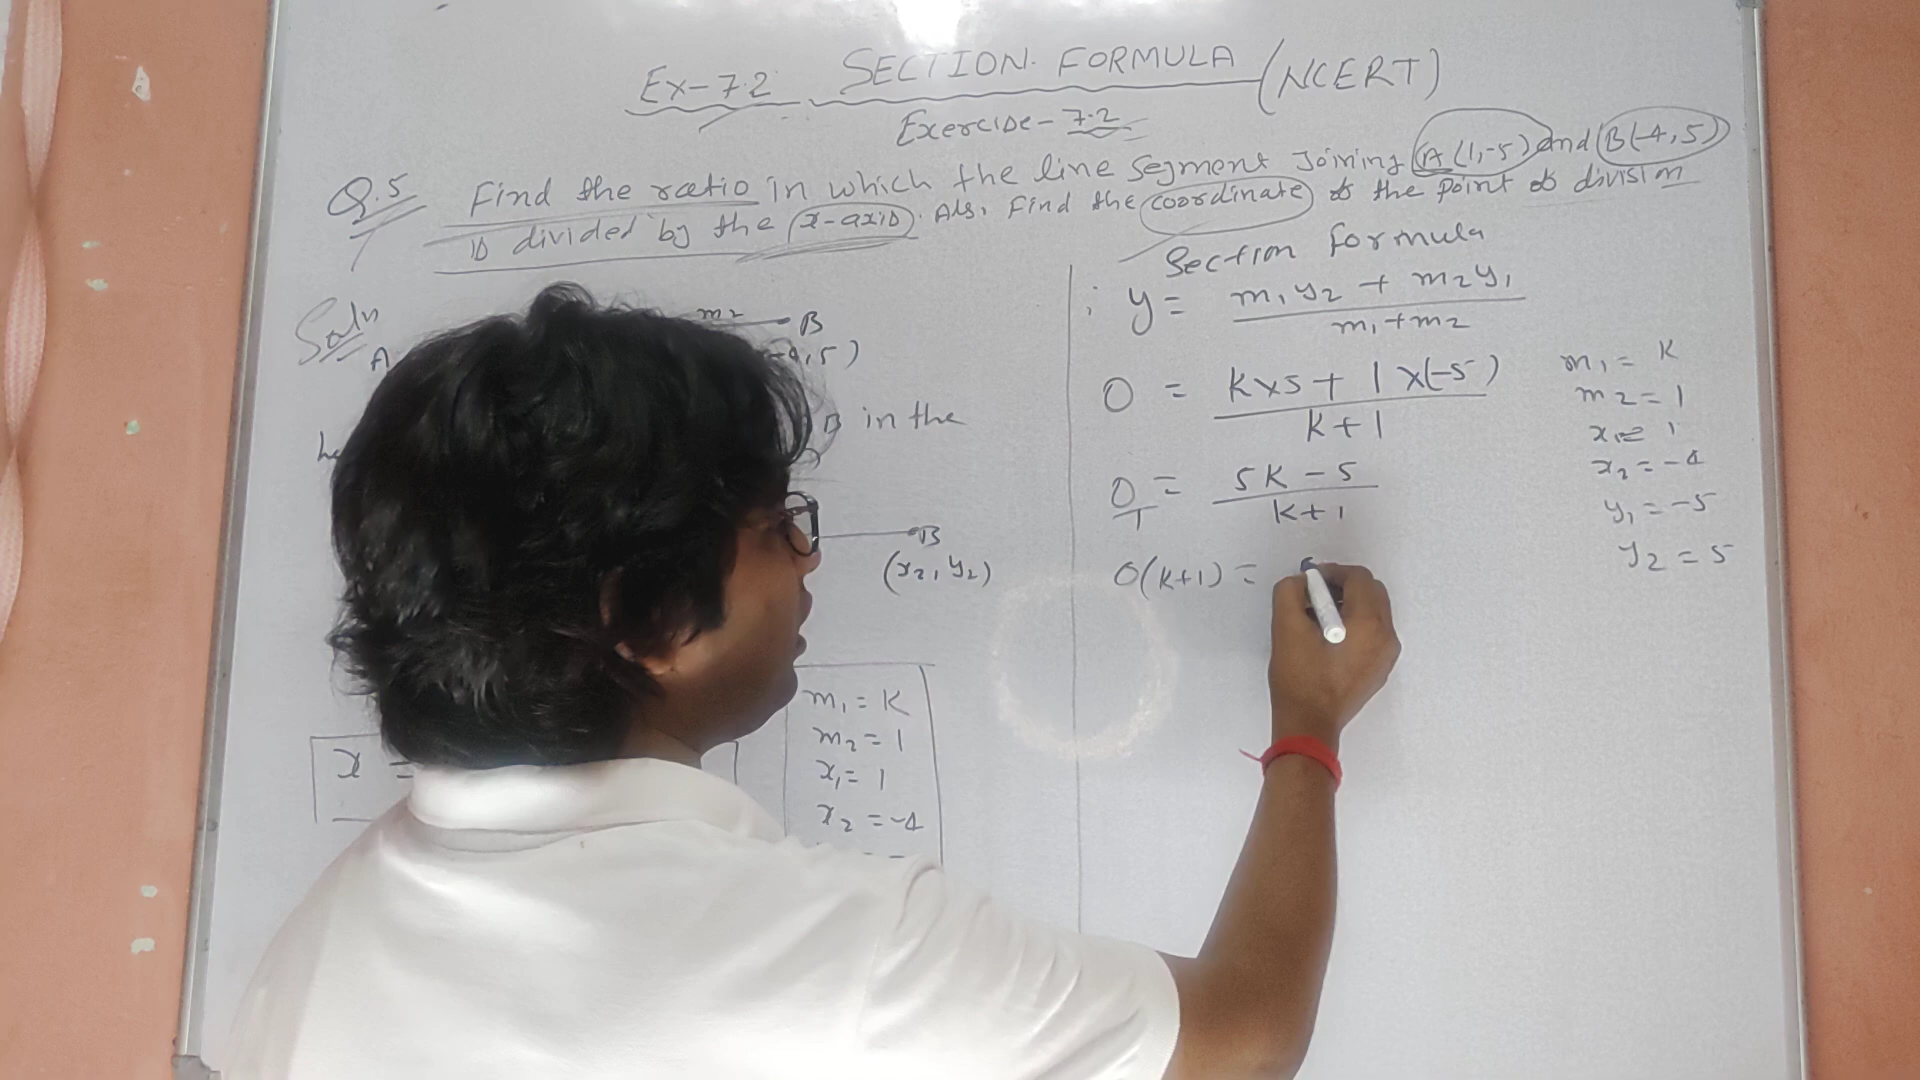 Ex-7.2 SECTION FORMULA (NCERT)
Exercise-7.2
Q.5 Find the ratio in which the line segment joining A(1,-5) and B(-4,5)
is divided by the (x-axis). Also Find the coordinate of the point of division
Soln
A
m2
B
-4,5)
B in the
B
(x2, y2)
x =
m1 = K
m2 = 1
x1 = 1
x2 = -4
Section formula
; y = m1y2 + m2y1 / m1+m2
0 = k×5 + 1×(-5) / k+1
0/1 = 5k - 5 / k+1
0(k+1) =
m1 = K
m2 = 1
x1 = 1
x2 = -4
y1 = -5
y2 = 5